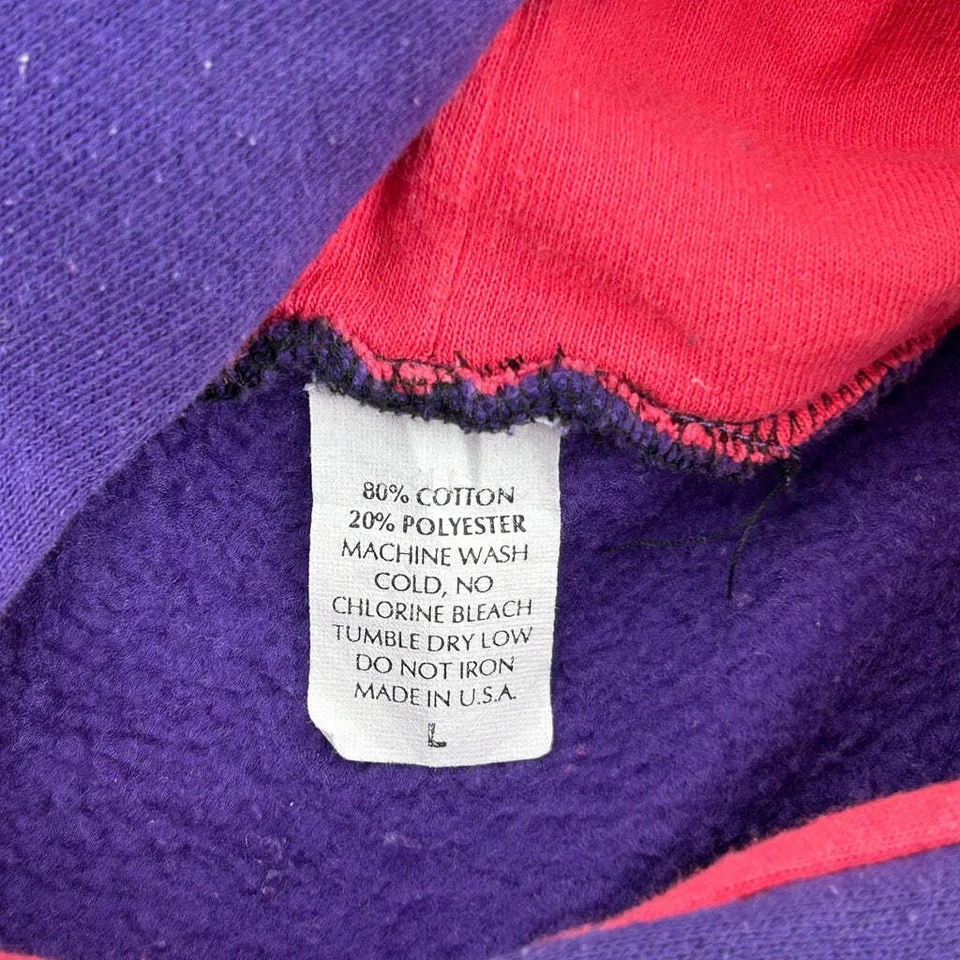 80% COTTON
20% POLYESTER
MACHINE WASH
COLD, NO
CHLORINE BLEACH
TUMBLE DRY LOW
DO NOT IRON
MADE IN U.S.A.
L